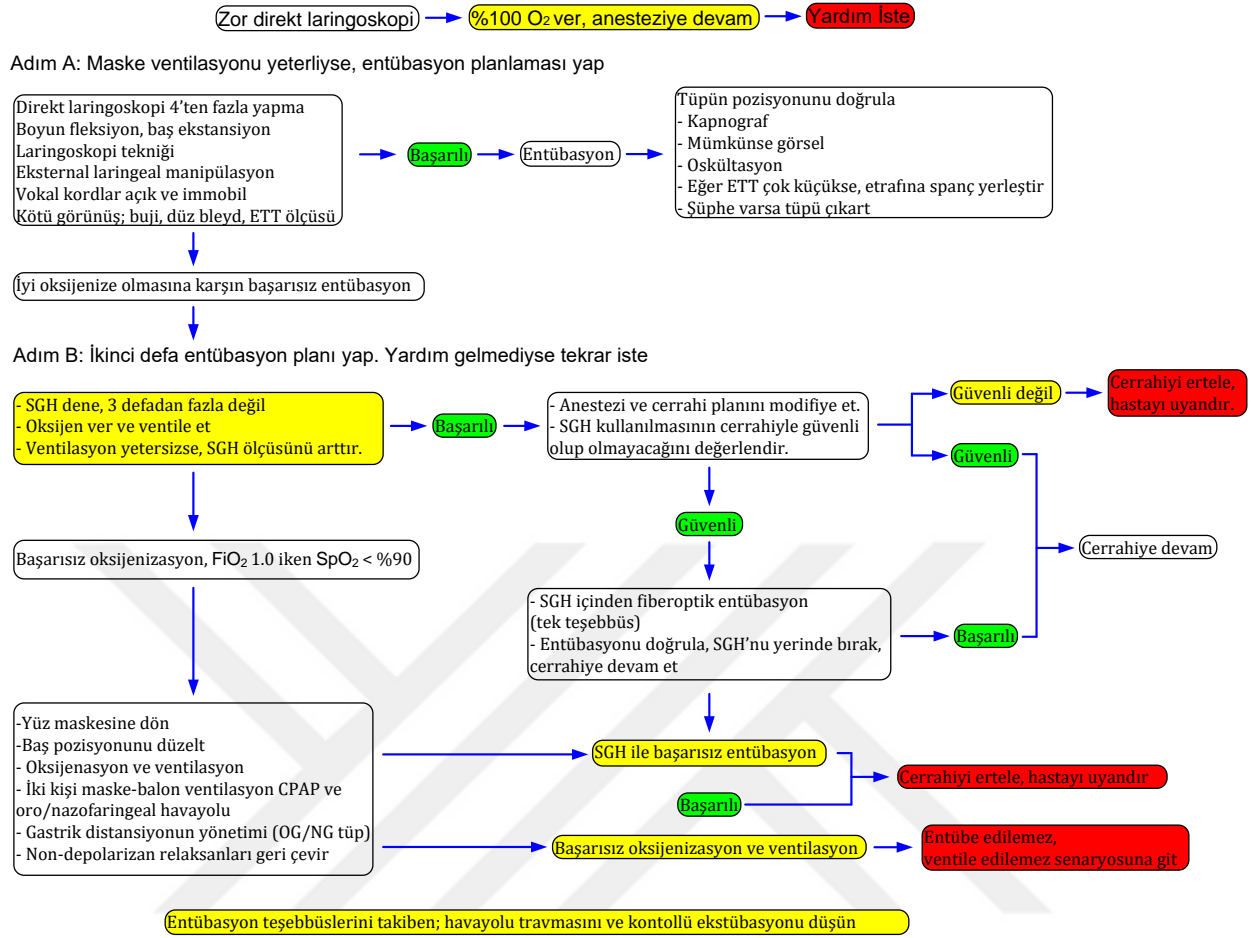 Zor direkt laringoskopi
%100 O₂ ver, anesteziye devam
Yardım İste
Adım A: Maske ventilasyonu yeterliyse, entübasyon planlaması yap
Direkt laringoskopi 4'ten fazla yapma
Boyun fleksiyon, baş ekstansiyon
Laringoskopi tekniği
Eksternal laringeal manipülasyon
Vokal kordlar açık ve immobil
Kötü görünüş; buji, düz bleyd, ETT ölçüsü
Başarılı
Entübasyon
Tüpün pozisyonunu doğrula
- Kapnograf
- Mümkünse görsel
- Oskültasyon
- Eğer ETT çok küçükse, etrafına spanç yerleştir
- Şüphe varsa tüpü çıkart
İyi oksijenize olmasına karşın başarısız entübasyon
Adım B: İkinci defa entübasyon planı yap. Yardım gelmediyse tekrar iste
- SGH dene, 3 defadan fazla değil
- Oksijen ver ve ventile et
- Ventilasyon yetersizse, SGH ölçüsünü arttır.
Başarılı
- Anestezi ve cerrahi planını modifiye et.
- SGH kullanılmasının cerrahiyle güvenli
olup olmayacağını değerlendir.
Güvenli değil
Cerrahiyi ertele,
hastayı uyandır.
Güvenli
Güvenli
Cerrahiye devam
Başarısız oksijenizasyon, FiO₂ 1.0 iken SpO₂ < %90
- SGH içinden fiberoptik entübasyon
(tek teşebbüs)
- Entübasyonu doğrula, SGH'nu yerinde bırak,
cerrahiye devam et
Başarılı
-Yüz maskesine dön
-Baş pozisyonunu düzelt
- Oksijenasyon ve ventilasyon
- İki kişi maske-balon ventilasyon CPAP ve
oro/nazofaringeal havayolu
- Gastrik distansiyonun yönetimi (OG/NG tüp)
- Non-depolarizan relaksanları geri çevir
SGH ile başarısız entübasyon
Başarılı
Cerrahiyi ertele, hastayı uyandır
Başarısız oksijenizasyon ve ventilasyon
Entübe edilemez,
ventile edilemez senaryosuna git
Entübasyon teşebbüslerini takiben; havayolu travmasını ve kontrollü ekstübasyonu düşün